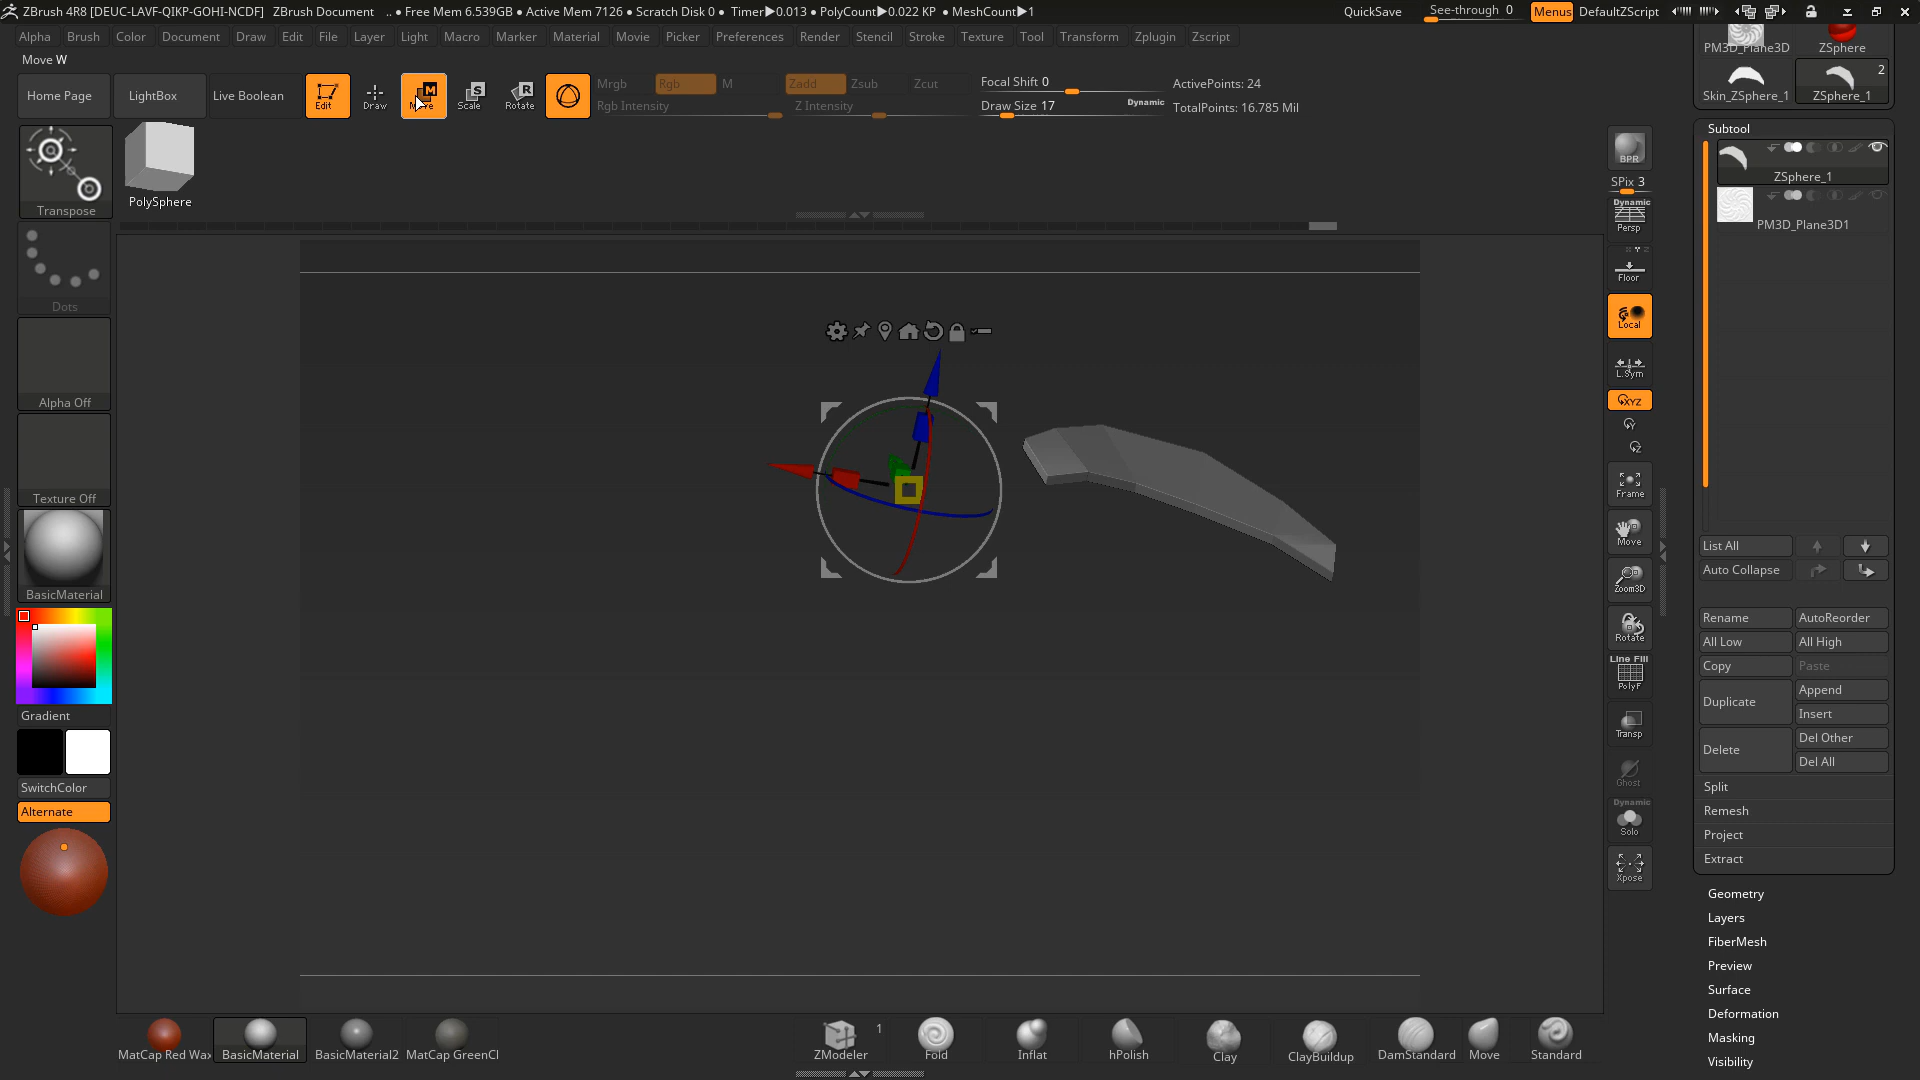 ZBrush 4R8 [DEUC-LAVF-QIKP-GOHI-NCDF] ZBrush Document .. ● Free Mem 6.539GB ● Active Mem 7126 ● Scratch Disk 0 ● Timer▶0.013 ● PolyCount▶0.022 KP ● MeshCount▶1 QuickSave See-through 0 Menus DefaultZScript
Alpha Brush Color Document Draw Edit File Layer Light Macro Marker Material Movie Picker Preferences Render Stencil Stroke Texture Tool Transform Zplugin Zscript
Move W
Home Page LightBox Live Boolean Edit Draw Move Scale Rotate
Mrgb Rgb M Zadd Zsub Zcut Focal Shift 0 ActivePoints: 24
Rgb Intensity Z Intensity Draw Size 17 Dynamic TotalPoints: 16.785 Mil
PM3D_Plane3D ZSphere
2
Skin_ZSphere_1 ZSphere_1
Transpose
PolySphere
Dots
Alpha Off
Texture Off
BasicMaterial
Gradient
SwitchColor
Alternate
BPR
SPix 3
Dynamic
Persp
Floor
Local
L.Sym
XYZ
Y
Z
Frame
Move
Zoom3D
Rotate
Line Fill
PolyF
Transp
Ghost
Dynamic
Solo
Xpose
Subtool
ZSphere_1
PM3D_Plane3D1
List All
Auto Collapse
Rename AutoReorder
All Low All High
Copy Paste
Duplicate Append
Insert
Delete Del Other
Del All
Split
Remesh
Project
Extract
Geometry
Layers
FiberMesh
Preview
Surface
Deformation
Masking
Visibility
MatCap Red Wax BasicMaterial BasicMaterial2 MatCap GreenCl
1
ZModeler Fold Inflat hPolish Clay ClayBuildup DamStandard Move Standard